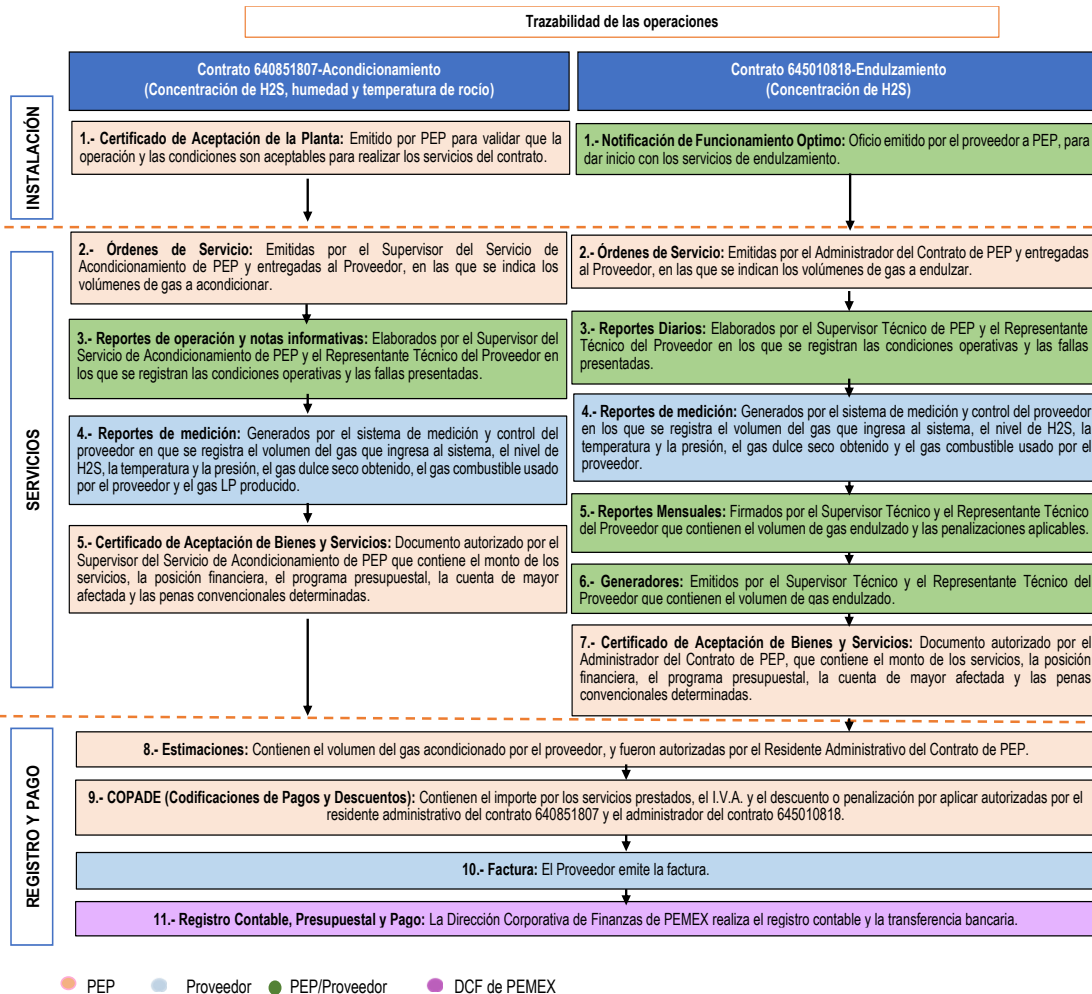 Trazabilidad de las operaciones
Contrato 640851807-Acondicionamiento
(Concentración de H2S, humedad y temperatura de rocío)
Contrato 645010818-Endulzamiento
(Concentración de H2S)
INSTALACIÓN
1.- Certificado de Aceptación de la Planta: Emitido por PEP para validar que la
operación y las condiciones son aceptables para realizar los servicios del contrato.
1.- Notificación de Funcionamiento Optimo: Oficio emitido por el proveedor a PEP, para
dar inicio con los servicios de endulzamiento.
SERVICIOS
2.- Órdenes de Servicio: Emitidas por el Supervisor del Servicio de
Acondicionamiento de PEP y entregadas al Proveedor, en las que se indica los
volúmenes de gas a acondicionar.
3.- Reportes de operación y notas informativas: Elaborados por el Supervisor del
Servicio de Acondicionamiento de PEP y el Representante Técnico del Proveedor en
los que se registran las condiciones operativas y las fallas presentadas.
4.- Reportes de medición: Generados por el sistema de medición y control del
proveedor en que se registra el volumen del gas que ingresa al sistema, el nivel de
H2S, la temperatura y la presión, el gas dulce seco obtenido, el gas combustible usado
por el proveedor y el gas LP producido.
5.- Certificado de Aceptación de Bienes y Servicios: Documento autorizado por el
Supervisor del Servicio de Acondicionamiento de PEP que contiene el monto de los
servicios, la posición financiera, el programa presupuestal, la cuenta de mayor
afectada y las penas convencionales determinadas.
2.- Órdenes de Servicio: Emitidas por el Administrador del Contrato de PEP y entregadas
al Proveedor, en las que se indican los volúmenes de gas a endulzar.
3.- Reportes Diarios: Elaborados por el Supervisor Técnico de PEP y el Representante
Técnico del Proveedor en los que se registran las condiciones operativas y las fallas
presentadas.
4.- Reportes de medición: Generados por el sistema de medición y control del proveedor
en los que se registra el volumen del gas que ingresa al sistema, el nivel de H2S, la
temperatura y la presión, el gas dulce seco obtenido y el gas combustible usado por el
proveedor.
5.- Reportes Mensuales: Firmados por el Supervisor Técnico y el Representante Técnico
del Proveedor que contienen el volumen de gas endulzado y las penalizaciones aplicables.
6.- Generadores: Emitidos por el Supervisor Técnico y el Representante Técnico del
Proveedor que contienen el volumen de gas endulzado.
7.- Certificado de Aceptación de Bienes y Servicios: Documento autorizado por el
Administrador del Contrato de PEP, que contiene el monto de los servicios, la posición
financiera, el programa presupuestal, la cuenta de mayor afectada y las penas
convencionales determinadas.
REGISTRO Y PAGO
8.- Estimaciones: Contienen el volumen del gas acondicionado por el proveedor, y fueron autorizadas por el Residente Administrativo del Contrato de PEP.
9.- COPADE (Codificaciones de Pagos y Descuentos): Contienen el importe por los servicios prestados, el I.V.A. y el descuento o penalización por aplicar autorizadas por el
residente administrativo del contrato 640851807 y el administrador del contrato 645010818.
10.- Factura: El Proveedor emite la factura.
11.- Registro Contable, Presupuestal y Pago: La Dirección Corporativa de Finanzas de PEMEX realiza el registro contable y la transferencia bancaria.
PEP Proveedor PEP/Proveedor DCF de PEMEX